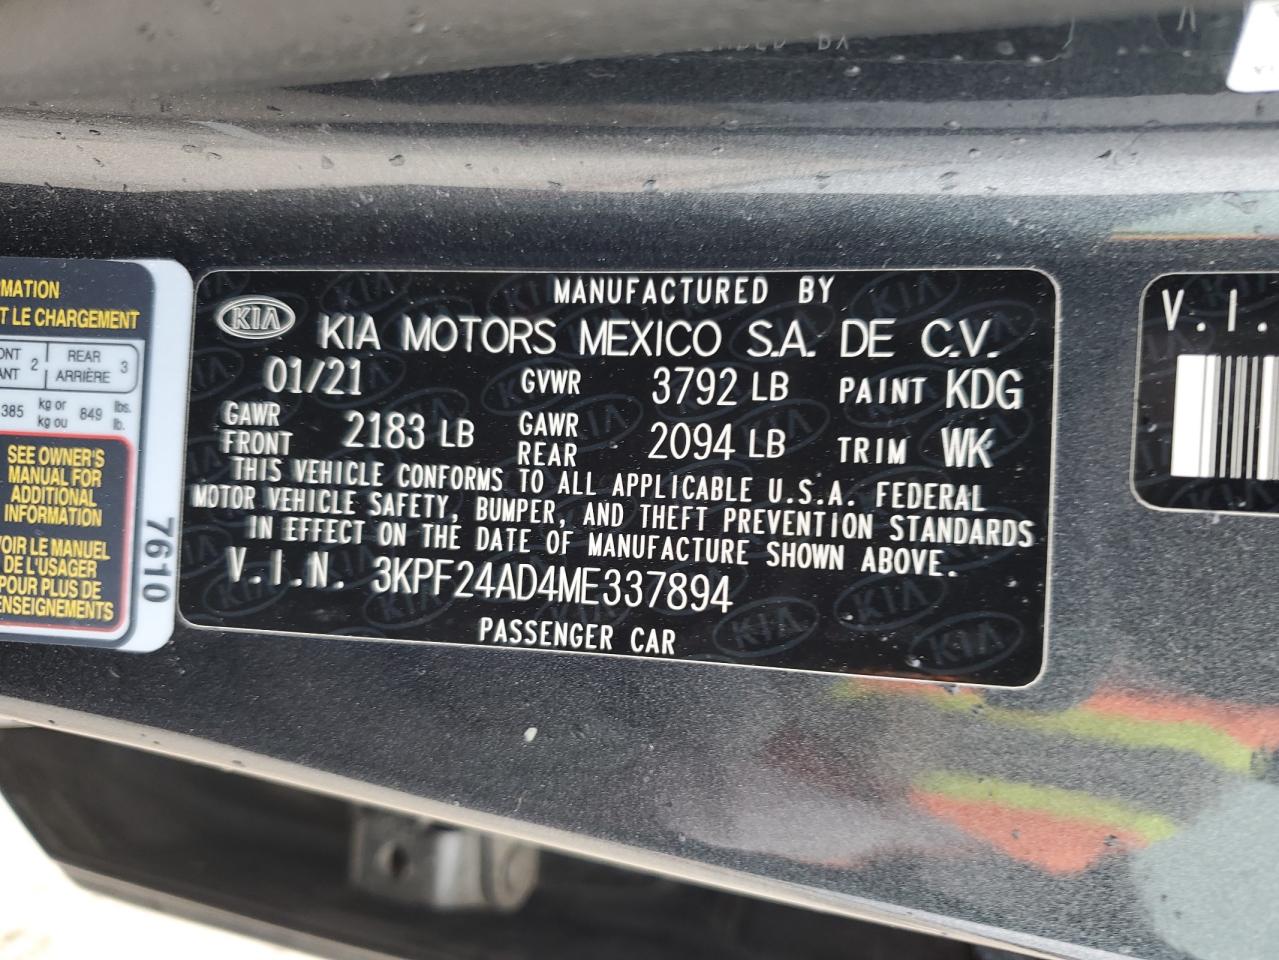 RMATION
ET LE CHARGEMENT
2 REAR 3
ARRIÈRE
385 kg or 849 lbs.
kg ou lb.
SEE OWNER'S
MANUAL FOR
ADDITIONAL
INFORMATION
VOIR LE MANUEL
DE L'USAGER
POUR PLUS DE
RENSEIGNEMENTS
7610
MANUFACTURED BY
KIA
KIA MOTORS MEXICO S.A. DE C.V.
01/21 GVWR 3792 LB PAINT KDG
GAWR FRONT 2183 LB GAWR REAR 2094 LB TRIM WK
THIS VEHICLE CONFORMS TO ALL APPLICABLE U.S.A. FEDERAL
MOTOR VEHICLE SAFETY, BUMPER, AND THEFT PREVENTION STANDARDS
IN EFFECT ON THE DATE OF MANUFACTURE SHOWN ABOVE.
V.I.N. 3KPF24AD4ME337894
PASSENGER CAR
V.I.